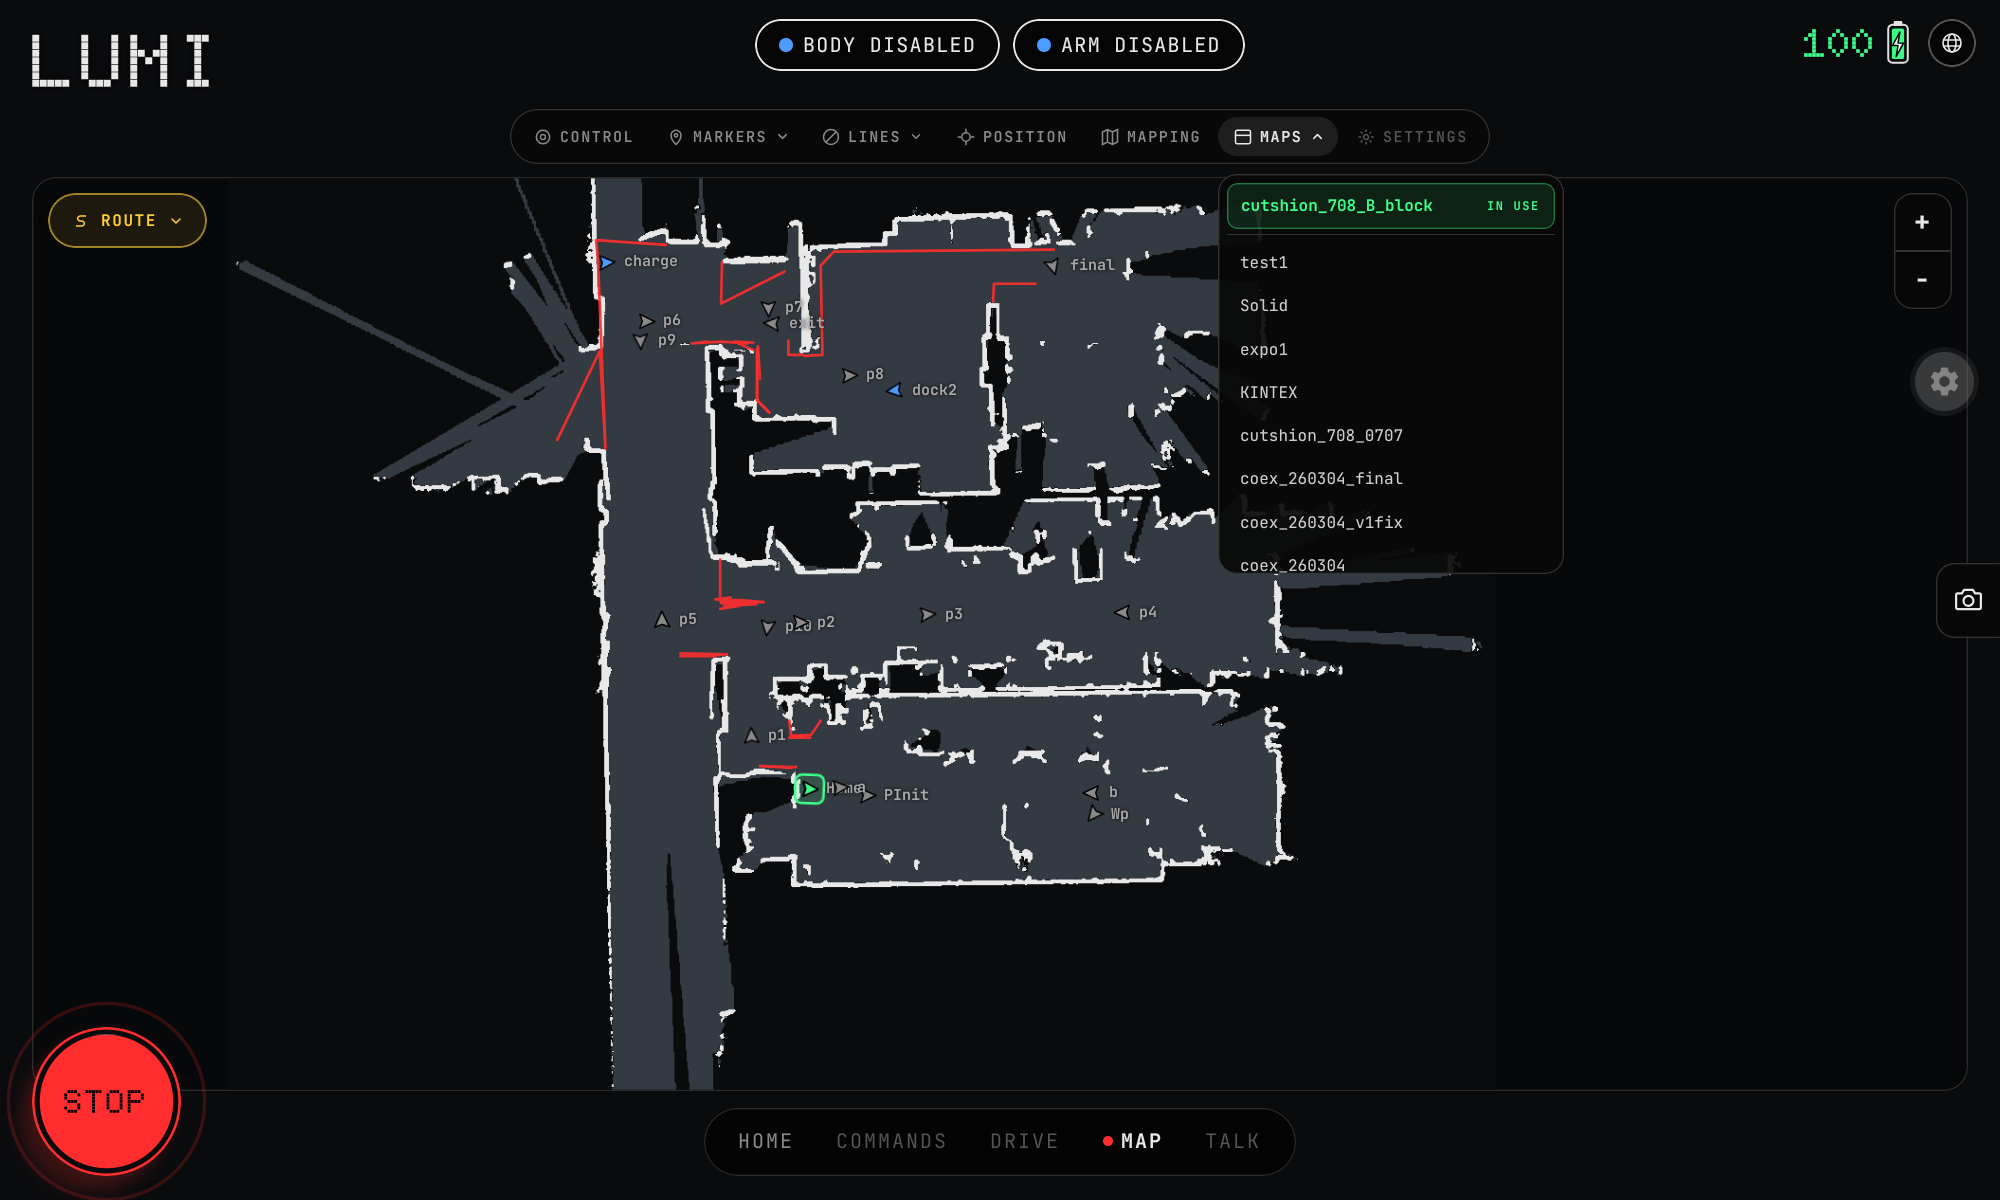 LUMI
BODY DISABLED
ARM DISABLED
100
CONTROL
MARKERS
LINES
POSITION
MAPPING
MAPS
SETTINGS
ROUTE
cutshion_708_B_block IN USE
test1
Solid
expo1
KINTEX
cutshion_708_0707
coex_260304_final
coex_260304_v1fix
coex_260304
+
-
charge
final
p6
p7
exit
p9
p8
dock2
p5
p10
p2
p3
p4
p1
Home
a
PInit
b
Wp
STOP
HOME
COMMANDS
DRIVE
MAP
TALK